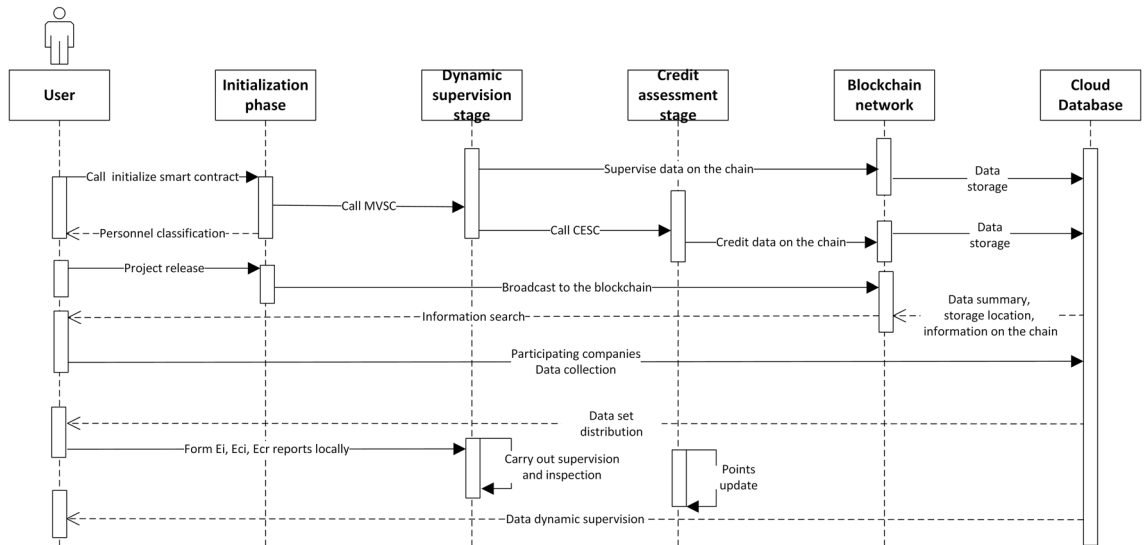 User
Initialization
phase
Dynamic
supervision
stage
Credit
assessment
stage
Blockchain
network
Cloud
Database
Call initialize smart contract
Supervise data on the chain
Data
storage
Call MVSC
Personnel classification
Call CESC
Credit data on the chain
Data
storage
Project release
Broadcast to the blockchain
Data summary,
storage location,
information on the chain
Information search
Participating companies
Data collection
Data set
distribution
Form Ei, Eci, Ecr reports locally
Carry out supervision
and inspection
Points
update
Data dynamic supervision